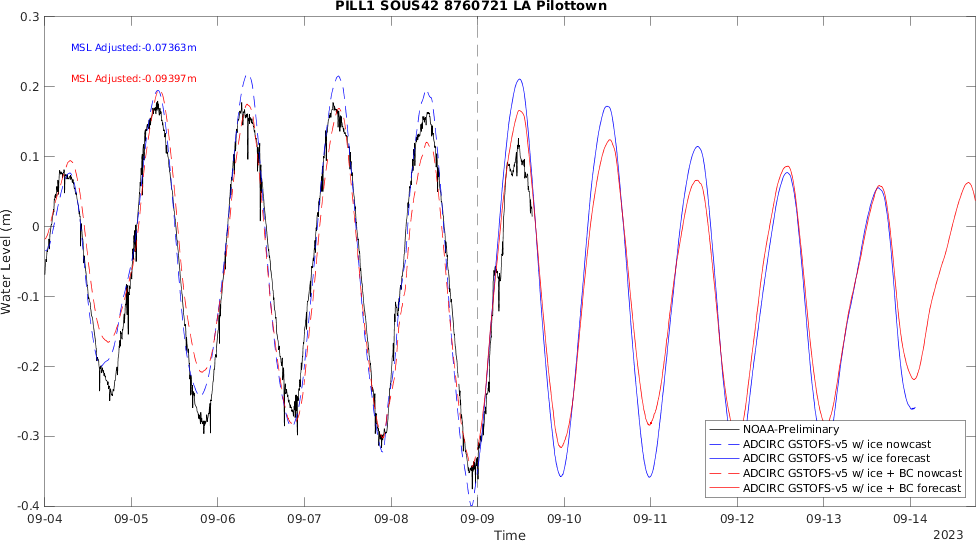 PILL1 SOUS42 8760721 LA Pilottown
MSL Adjusted:-0.07363m
MSL Adjusted:-0.09397m
Water Level (m)
0.3
0.2
0.1
0
-0.1
-0.2
-0.3
-0.4
NOAA-Preliminary
ADCIRC GSTOFS-v5 w/ ice nowcast
ADCIRC GSTOFS-v5 w/ ice forecast
ADCIRC GSTOFS-v5 w/ ice + BC nowcast
ADCIRC GSTOFS-v5 w/ ice + BC forecast
09-04 09-05 09-06 09-07 09-08 09-09 09-10 09-11 09-12 09-13 09-14
Time
2023